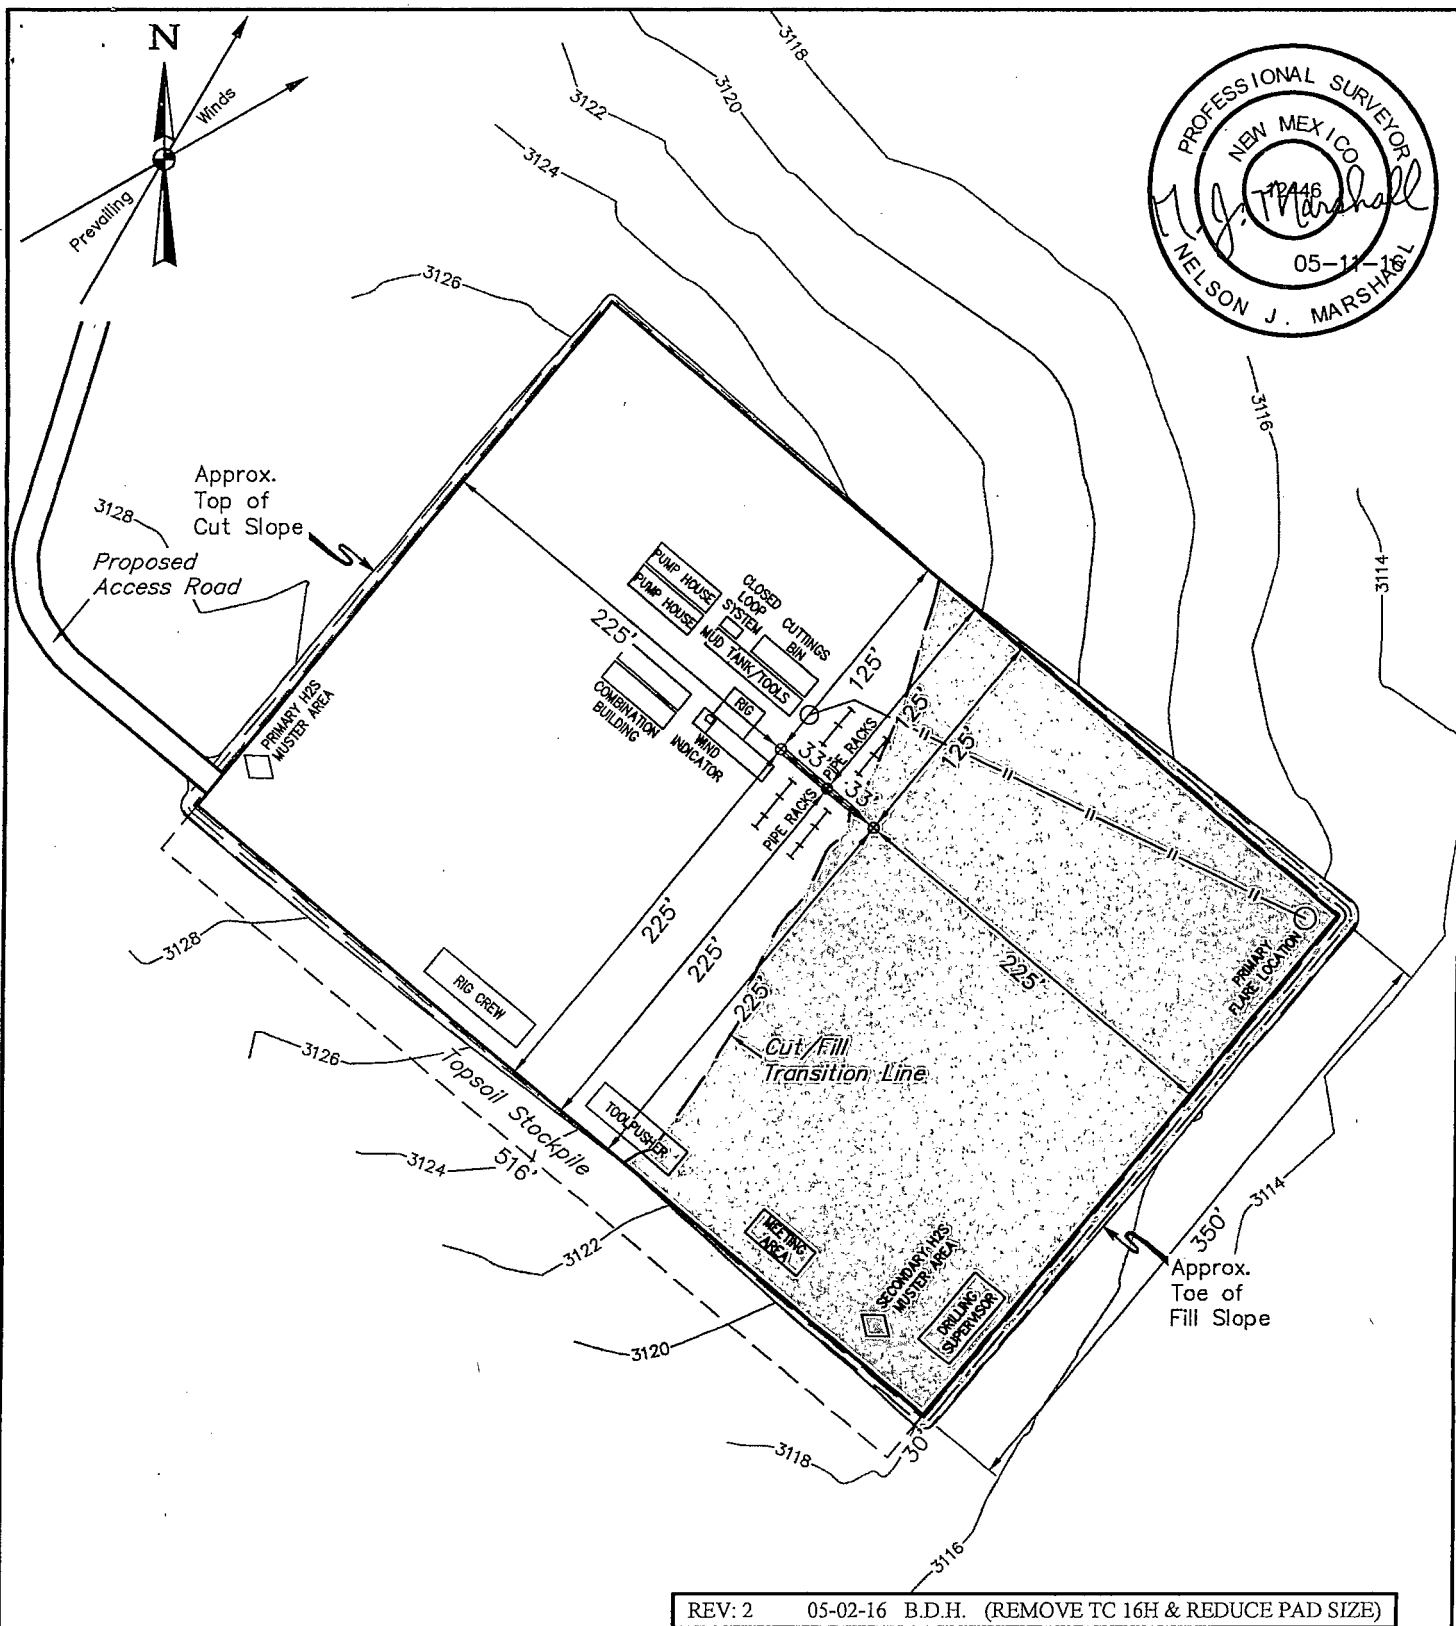 N
Winds
Prevailing
PROFESSIONAL SURVEYOR
NEW MEXICO
12446
N. J. Marshall
05-11-16
NELSON J. MARSHALL
3118
3120
3122
3124
3126
3116
3114
3128
Approx.
Top of
Cut Slope
Proposed
Access Road
PRIMARY H2S
MUSTER AREA
PUMP HOUSE
PUMP HOUSE
CLOSED
LOOP
SYSTEM
CUTTINGS
BIN
MUD TANK/TOOLS
COMBINATION
BUILDING
RIG
WIND
INDICATOR
225'
125'
125'
125'
33'
33'
PIPE RACKS
PIPE RACKS
225'
225'
225'
225'
PRIMARY
FLARE LOCATION
Cut/Fill
Transition Line
RIG CREW
TOOLPUSHER
Topsoil Stockpile
516'
3128
3126
3124
3122
3120
3118
3116
3114
MEETING
AREA
SECONDARY H2S
MUSTER AREA
DRILLING
SUPERVISOR
350'
30'
Approx.
Toe of
Fill Slope
REV: 2 05-02-16 B.D.H. (REMOVE TC 16H & REDUCE PAD SIZE)